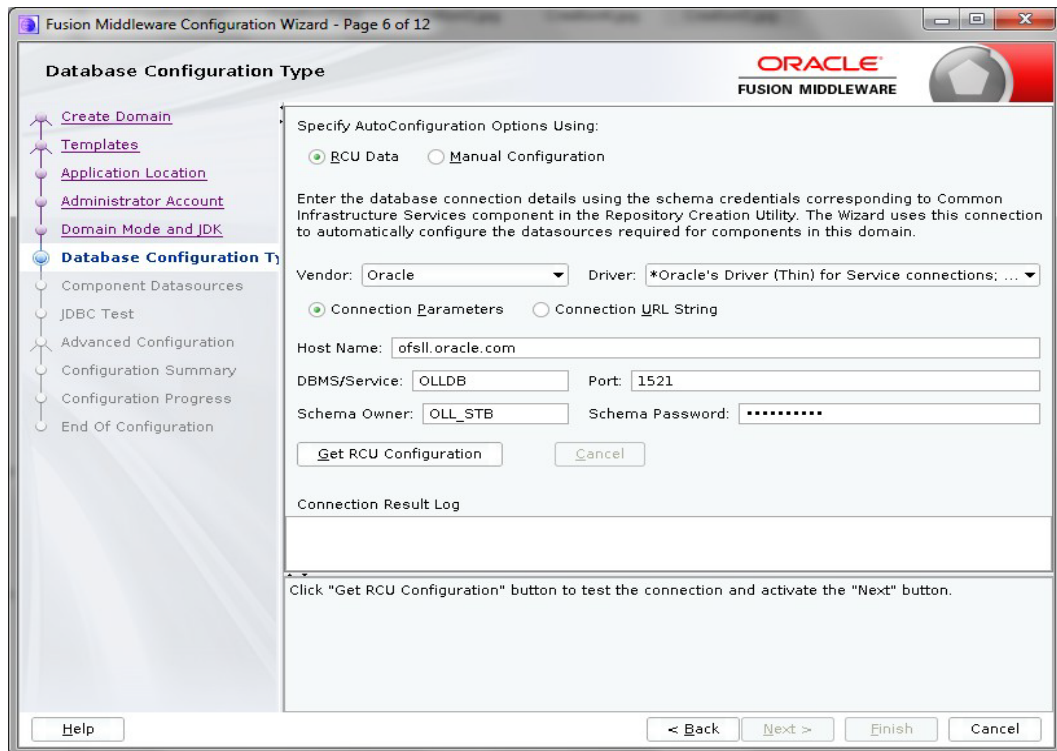 Fusion Middleware Configuration Wizard - Page 6 of 12
Database Configuration Type
ORACLE
FUSION MIDDLEWARE
Create Domain
Templates
Application Location
Administrator Account
Domain Mode and JDK
Database Configuration Ty
Component Datasources
JDBC Test
Advanced Configuration
Configuration Summary
Configuration Progress
End Of Configuration
Specify AutoConfiguration Options Using:
RCU Data Manual Configuration
Enter the database connection details using the schema credentials corresponding to Common
Infrastructure Services component in the Repository Creation Utility. The Wizard uses this connection
to automatically configure the datasources required for components in this domain.
Vendor: Oracle Driver: *Oracle's Driver (Thin) for Service connections; ...
Connection Parameters Connection URL String
Host Name: ofsll.oracle.com
DBMS/Service: OLLDB Port: 1521
Schema Owner: OLL_STB Schema Password: ••••••••••
Get RCU Configuration Cancel
Connection Result Log
Click "Get RCU Configuration" button to test the connection and activate the "Next" button.
Help < Back Next > Finish Cancel